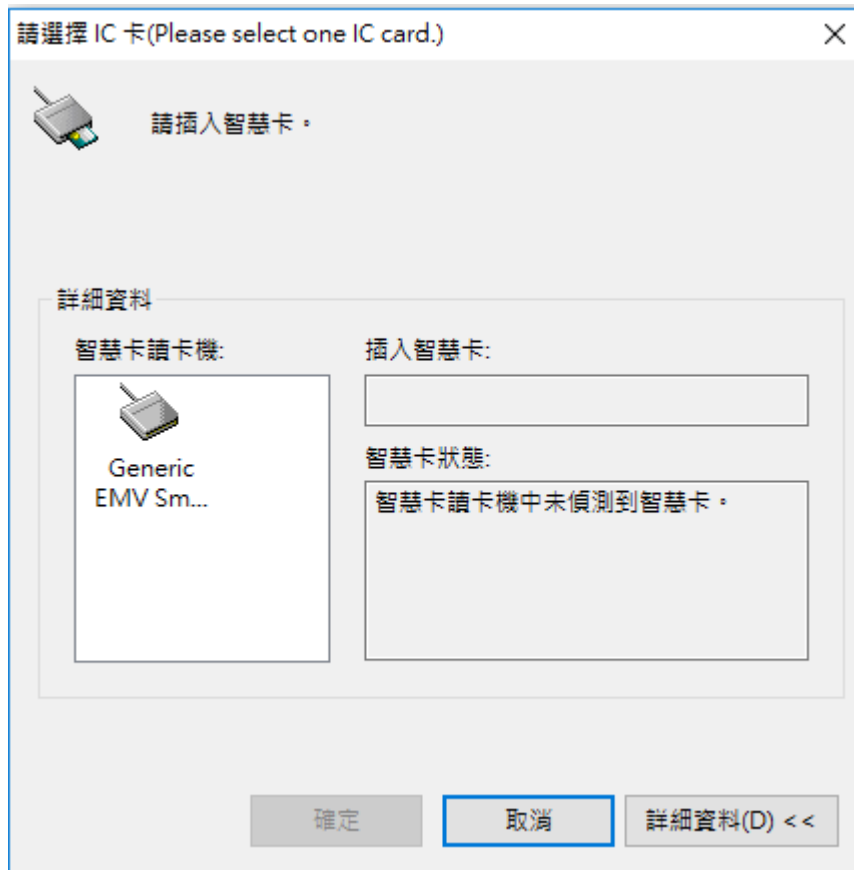 請選擇 IC 卡(Please select one IC card.)
請插入智慧卡。
詳細資料
智慧卡讀卡機:
插入智慧卡:
Generic
EMV Sm...
智慧卡狀態:
智慧卡讀卡機中未偵測到智慧卡。
確定
取消
詳細資料(D) <<